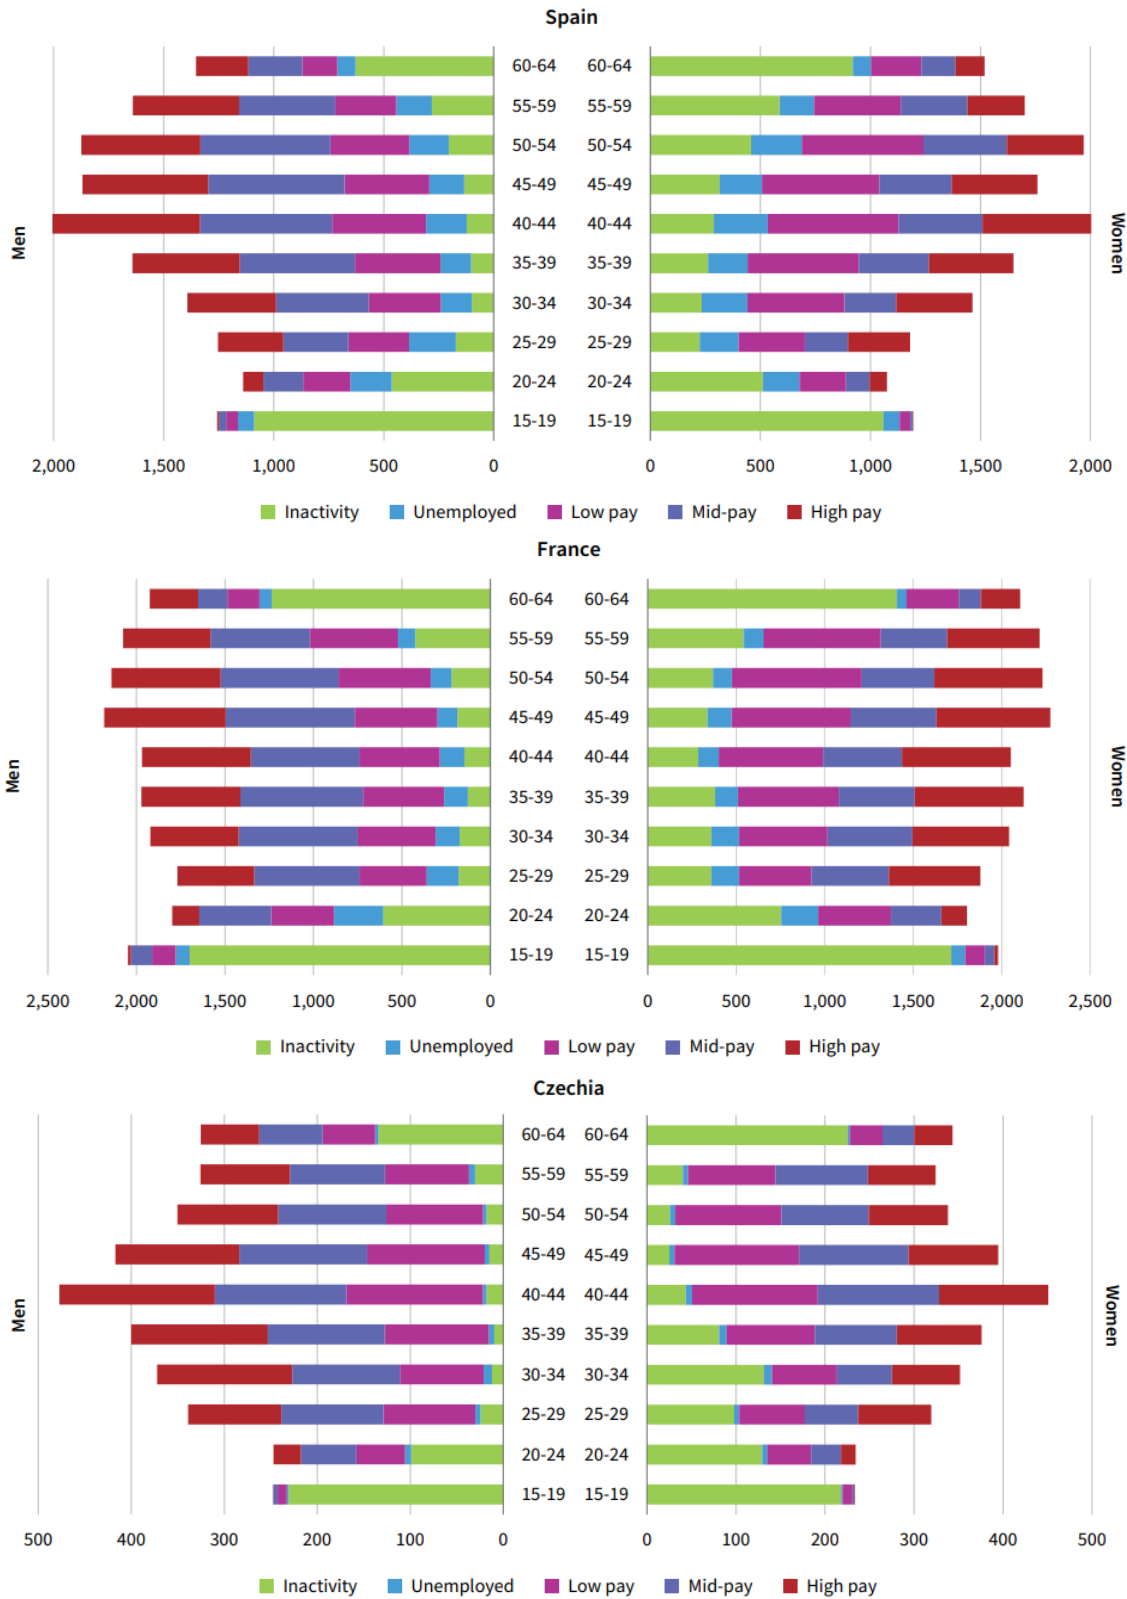 Spain
60-64 60-64
55-59 55-59
50-54 50-54
45-49 45-49
40-44 40-44
35-39 35-39
30-34 30-34
25-29 25-29
20-24 20-24
15-19 15-19
Men
Women
2,000 1,500 1,000 500 0 0 500 1,000 1,500 2,000
Inactivity Unemployed Low pay Mid-pay High pay
France
60-64 60-64
55-59 55-59
50-54 50-54
45-49 45-49
40-44 40-44
35-39 35-39
30-34 30-34
25-29 25-29
20-24 20-24
15-19 15-19
Men
Women
2,500 2,000 1,500 1,000 500 0 0 500 1,000 1,500 2,000 2,500
Inactivity Unemployed Low pay Mid-pay High pay
Czechia
60-64 60-64
55-59 55-59
50-54 50-54
45-49 45-49
40-44 40-44
35-39 35-39
30-34 30-34
25-29 25-29
20-24 20-24
15-19 15-19
Men
Women
500 400 300 200 100 0 0 100 200 300 400 500
Inactivity Unemployed Low pay Mid-pay High pay